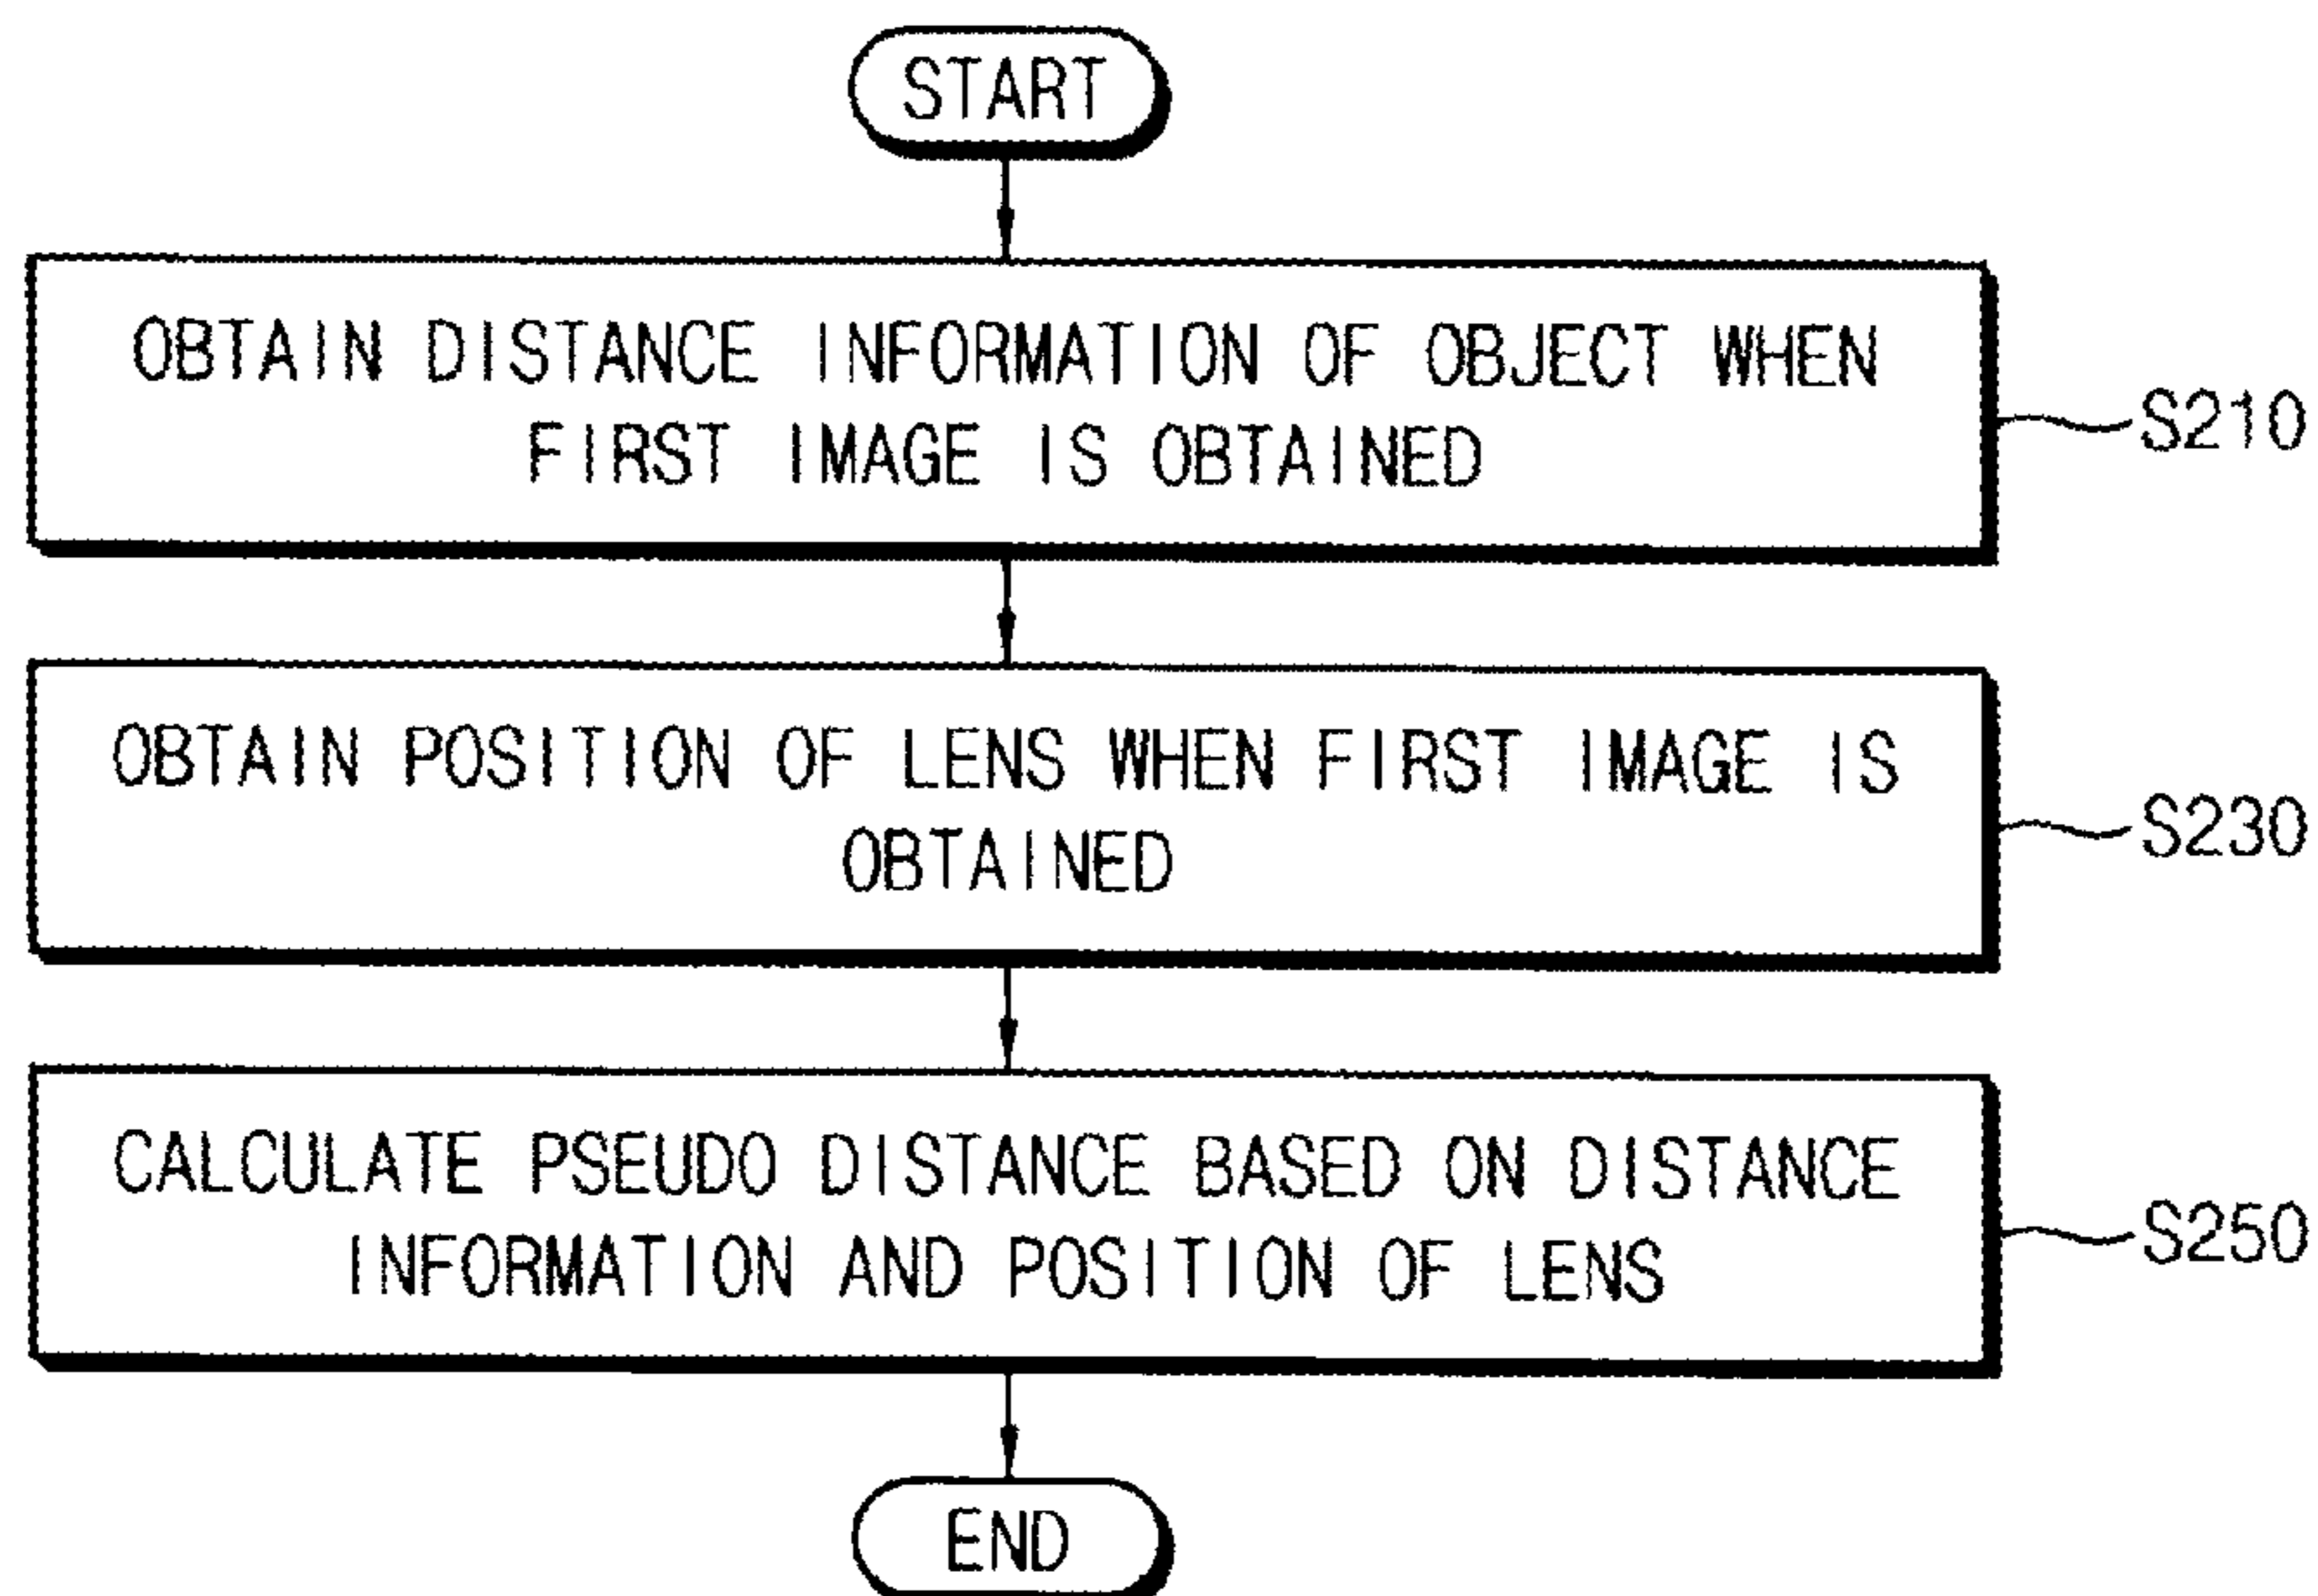 START
OBTAIN DISTANCE INFORMATION OF OBJECT WHEN
FIRST IMAGE IS OBTAINED
S210
OBTAIN POSITION OF LENS WHEN FIRST IMAGE IS
OBTAINED
S230
CALCULATE PSEUDO DISTANCE BASED ON DISTANCE
INFORMATION AND POSITION OF LENS
S250
END